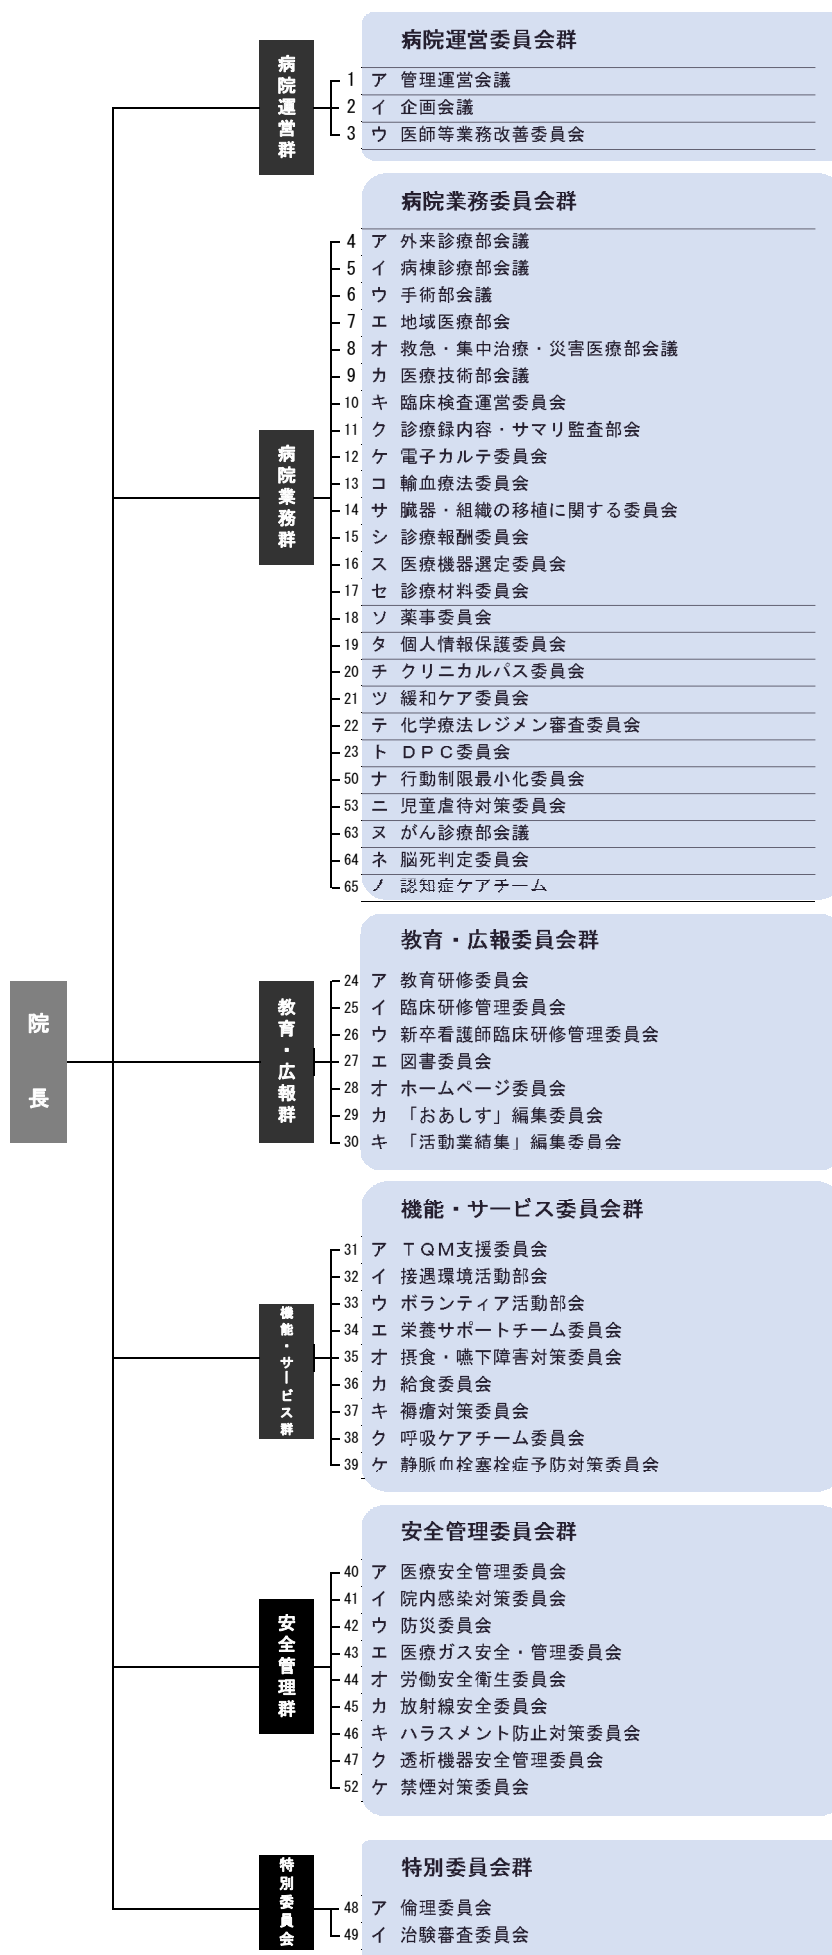 院長
病院運営群
病院運営委員会群
1 ア 管理運営会議
2 イ 企画会議
3 ウ 医師等業務改善委員会
病院業務群
病院業務委員会群
4 ア 外来診療部会議
5 イ 病棟診療部会議
6 ウ 手術部会議
7 エ 地域医療部会
8 オ 救急・集中治療・災害医療部会議
9 カ 医療技術部会議
10 キ 臨床検査運営委員会
11 ク 診療録内容・サマリ監査部会
12 ケ 電子カルテ委員会
13 コ 輸血療法委員会
14 サ 臓器・組織の移植に関する委員会
15 シ 診療報酬委員会
16 ス 医療機器選定委員会
17 セ 診療材料委員会
18 ソ 薬事委員会
19 タ 個人情報保護委員会
20 チ クリニカルパス委員会
21 ツ 緩和ケア委員会
22 テ 化学療法レジメン審査委員会
23 ト ＤＰＣ委員会
50 ナ 行動制限最小化委員会
53 ニ 児童虐待対策委員会
63 ヌ がん診療部会議
64 ネ 脳死判定委員会
65 ノ 認知症ケアチーム
教育・広報群
教育・広報委員会群
24 ア 教育研修委員会
25 イ 臨床研修管理委員会
26 ウ 新卒看護師臨床研修管理委員会
27 エ 図書委員会
28 オ ホームページ委員会
29 カ 「おあしす」編集委員会
30 キ 「活動業績集」編集委員会
機能・サービス群
機能・サービス委員会群
31 ア ＴＱＭ支援委員会
32 イ 接遇環境活動部会
33 ウ ボランティア活動部会
34 エ 栄養サポートチーム委員会
35 オ 摂食・嚥下障害対策委員会
36 カ 給食委員会
37 キ 褥瘡対策委員会
38 ク 呼吸ケアチーム委員会
39 ケ 静脈血栓塞栓症予防対策委員会
安全管理群
安全管理委員会群
40 ア 医療安全管理委員会
41 イ 院内感染対策委員会
42 ウ 防災委員会
43 エ 医療ガス安全・管理委員会
44 オ 労働安全衛生委員会
45 カ 放射線安全委員会
46 キ ハラスメント防止対策委員会
47 ク 透析機器安全管理委員会
52 ケ 禁煙対策委員会
特別委員会
特別委員会群
48 ア 倫理委員会
49 イ 治験審査委員会